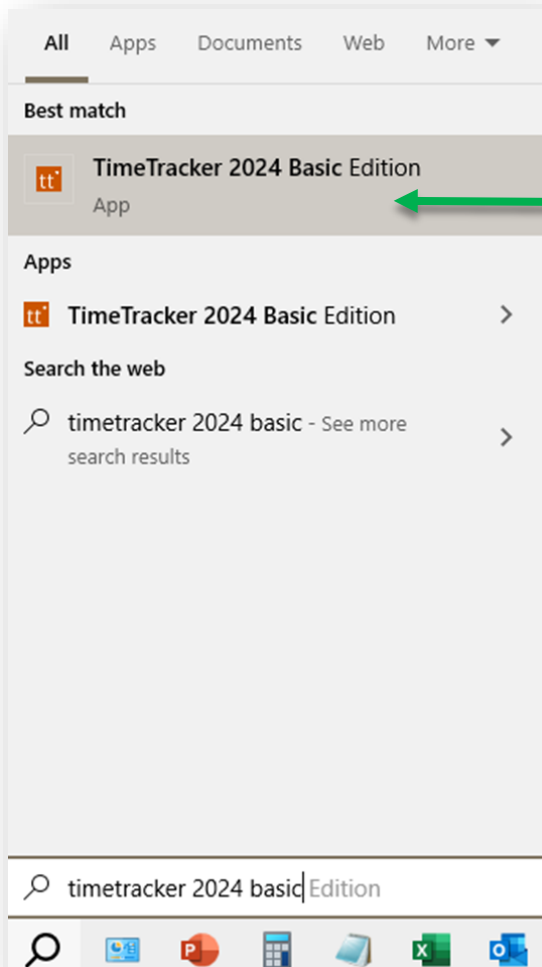 All Apps Documents Web More
Best match
tt TimeTracker 2024 Basic Edition
App
Apps
tt TimeTracker 2024 Basic Edition
Search the web
timetracker 2024 basic - See more
search results
timetracker 2024 basic Edition
P X O